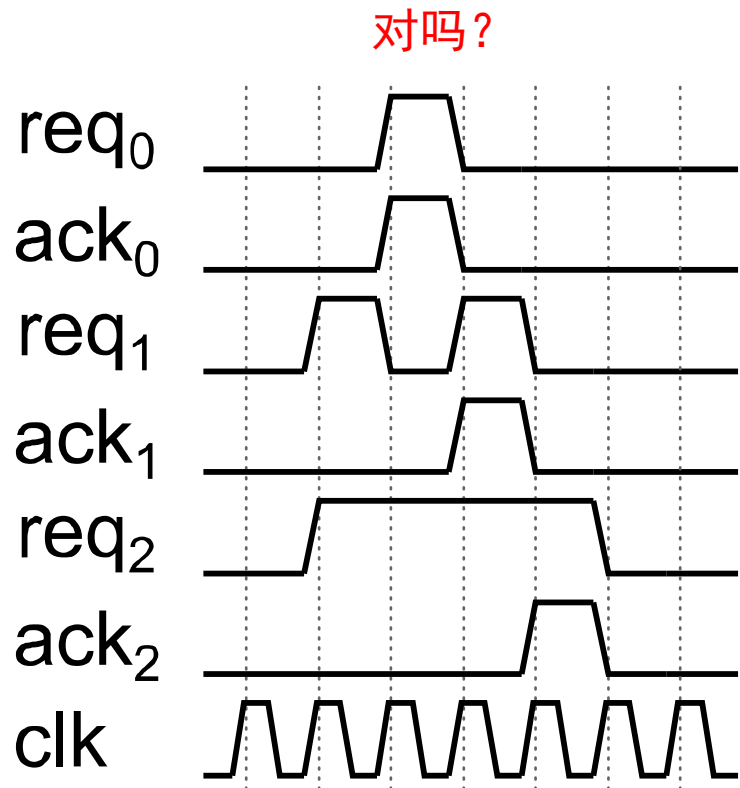 对吗？
req₀
ack₀
req₁
ack₁
req₂
ack₂
clk